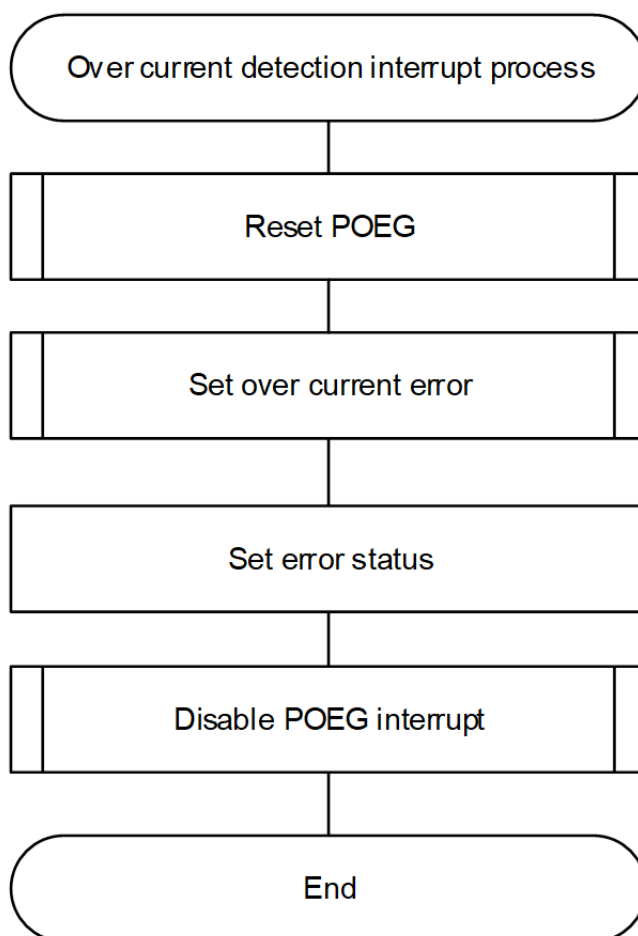 Over current detection interrupt process
Reset POEG
Set over current error
Set error status
Disable POEG interrupt
End